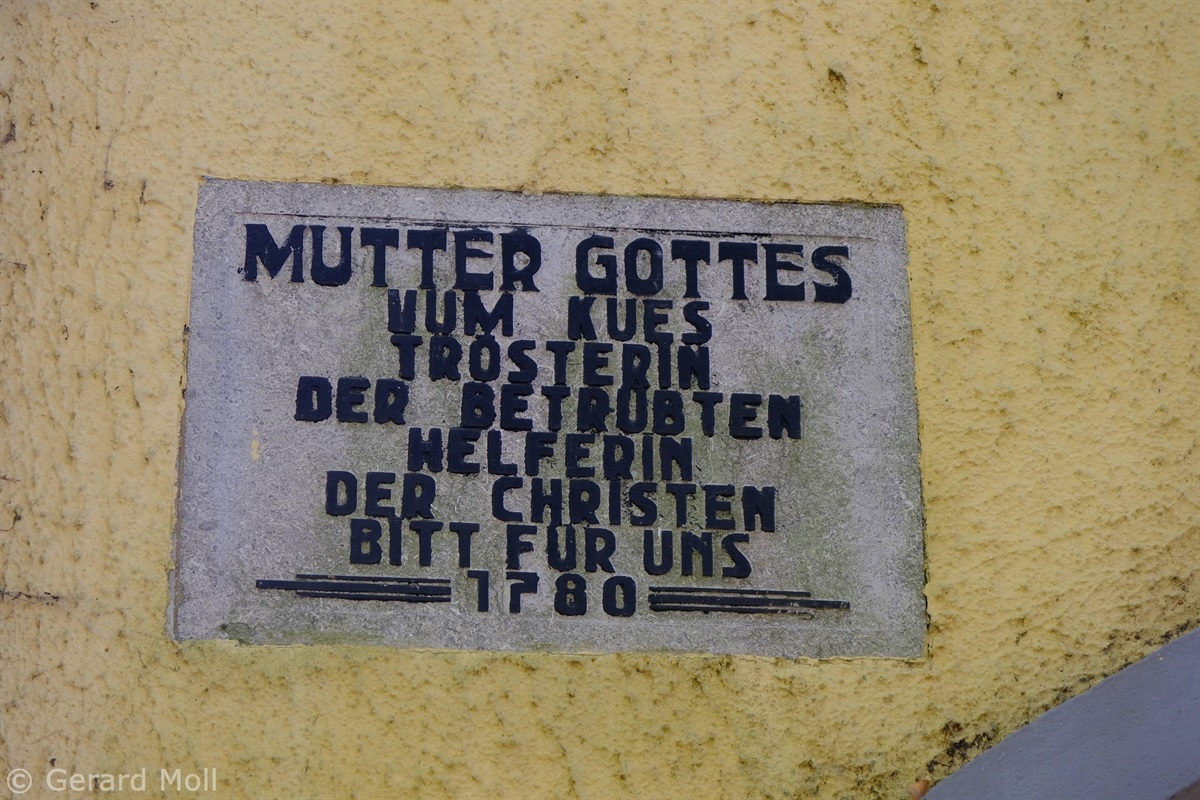 MUTTER GOTTES
VUM KUES
TRÖSTERIN
DER BETRÜBTEN
HELFERIN
DER CHRISTEN
BITT FÜR UNS
1780
© Gerard Moll